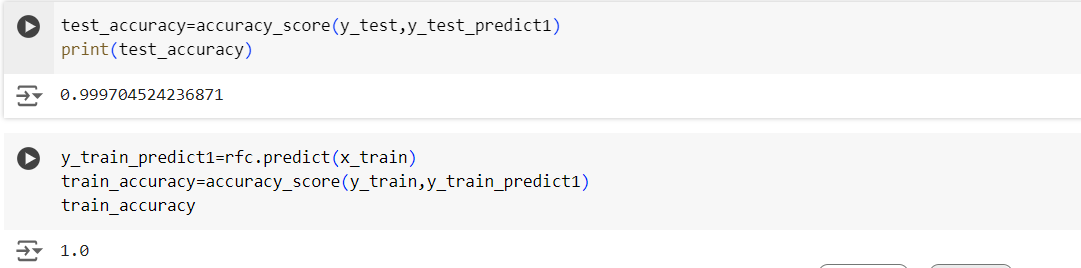 test_accuracy=accuracy_score(y_test,y_test_predict1)
print(test_accuracy)
0.999704524236871
y_train_predict1=rfc.predict(x_train)
train_accuracy=accuracy_score(y_train,y_train_predict1)
train_accuracy
1.0